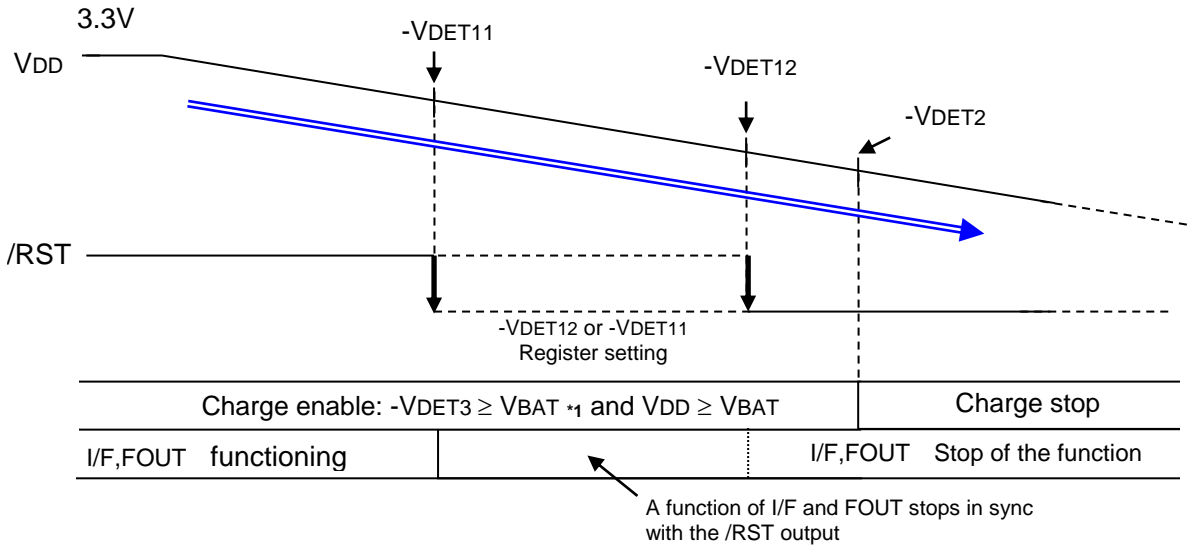 3.3V
-VDET11
VDD
-VDET12
-VDET2
/RST
-VDET12 or -VDET11
Register setting
Charge enable: -VDET3 ≥ VBAT *1 and VDD ≥ VBAT
Charge stop
I/F,FOUT functioning
I/F,FOUT Stop of the function
A function of I/F and FOUT stops in sync
with the /RST output